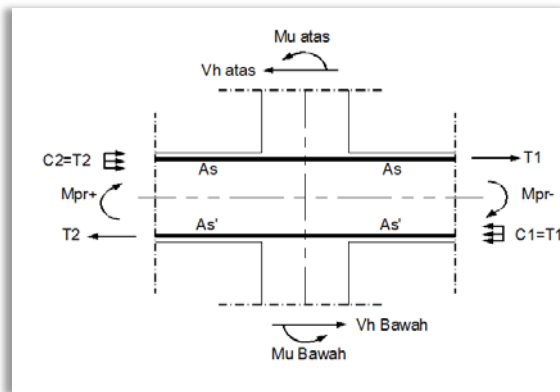 Mu atas
Vh atas
C2=T2
As
As
T1
Mpr+
Mpr-
T2
As'
As'
C1=T1
Vh Bawah
Mu Bawah